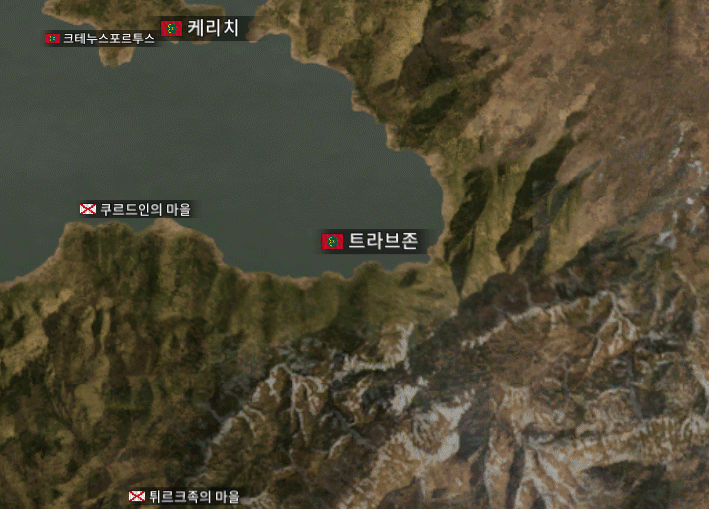 케리치
크테누스포르투스
쿠르드인의 마을
트라브존
튀르크족의 마을